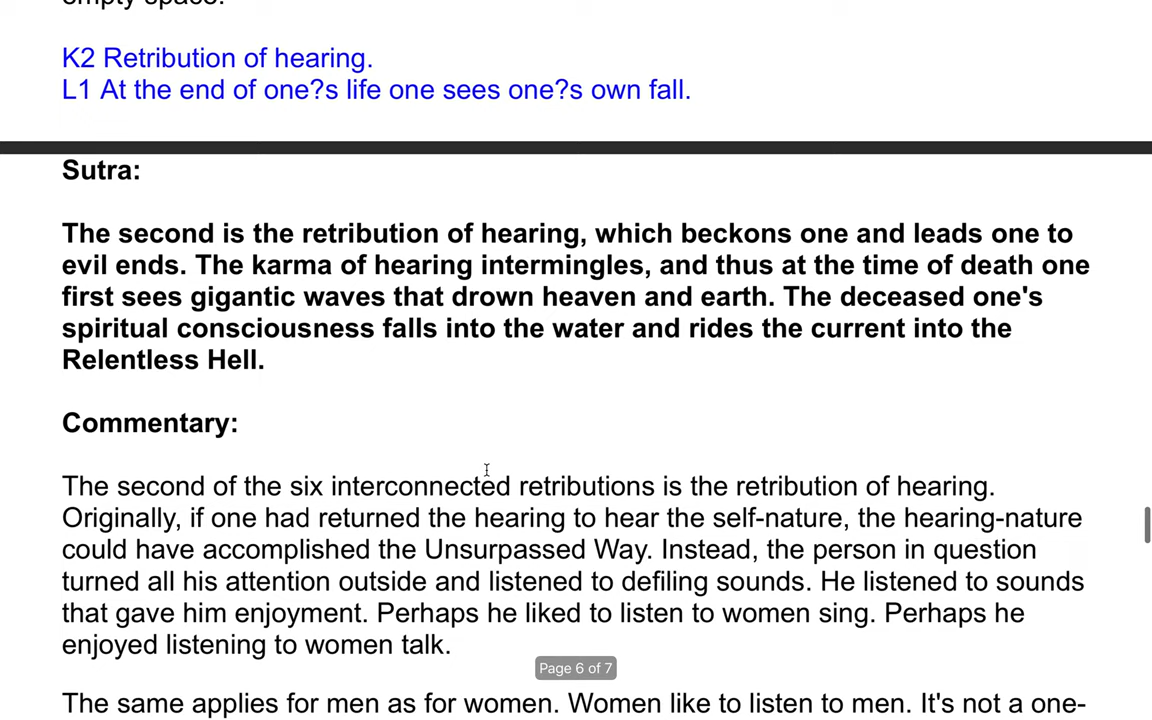 empty space.
K2 Retribution of hearing.
L1 At the end of one?s life one sees one?s own fall.
Sutra:
The second is the retribution of hearing, which beckons one and leads one to
evil ends. The karma of hearing intermingles, and thus at the time of death one
first sees gigantic waves that drown heaven and earth. The deceased one's
spiritual consciousness falls into the water and rides the current into the
Relentless Hell.
Commentary:
The second of the six interconnected retributions is the retribution of hearing.
Originally, if one had returned the hearing to hear the self-nature, the hearing-nature
could have accomplished the Unsurpassed Way. Instead, the person in question
turned all his attention outside and listened to defiling sounds. He listened to sounds
that gave him enjoyment. Perhaps he liked to listen to women sing. Perhaps he
enjoyed listening to women talk.
Page 6 of 7
The same applies for men as for women. Women like to listen to men. It's not a one-